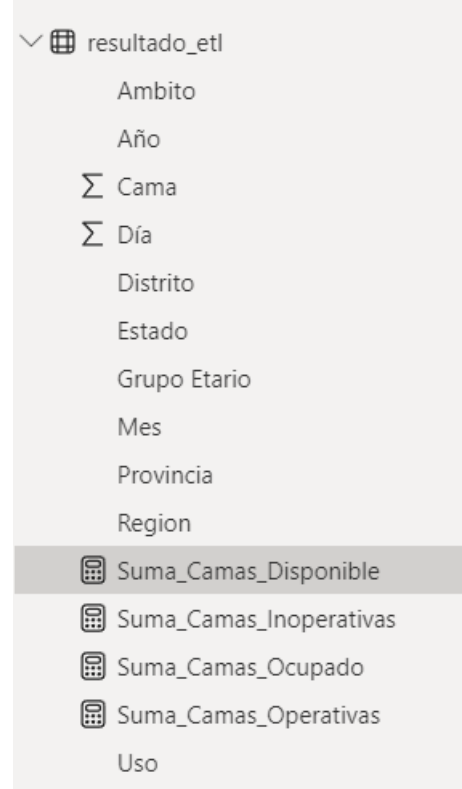 resultado_etl
Ambito
Año
Cama
Día
Distrito
Estado
Grupo Etario
Mes
Provincia
Region
Suma_Camas_Disponible
Suma_Camas_Inoperativas
Suma_Camas_Ocupado
Suma_Camas_Operativas
Uso